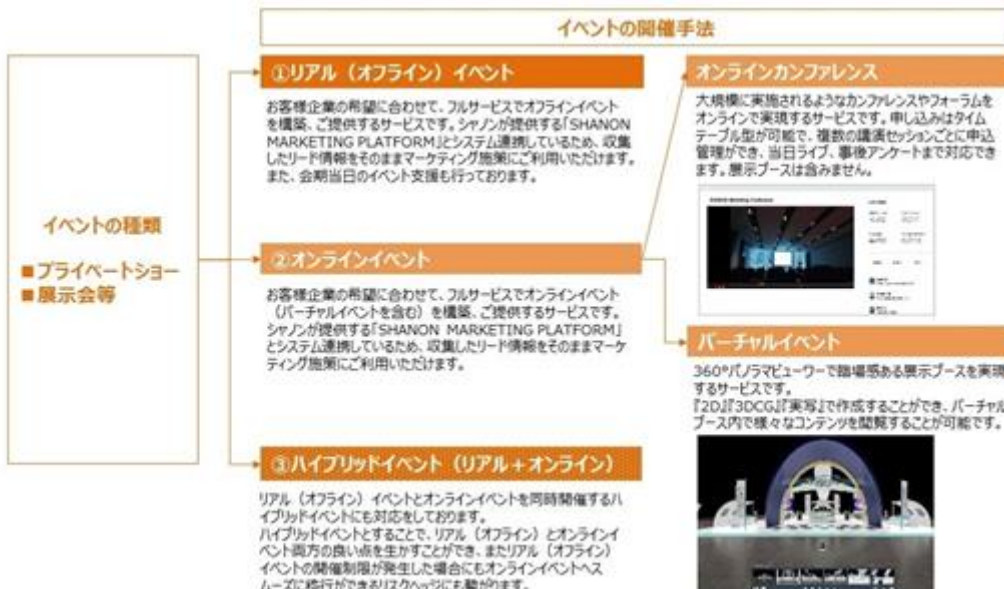 イベントの開催手法
イベントの種類
■プライベートショー
■展示会等
①リアル（オフライン）イベント
お客様企業の希望に合わせて、フルサービスでオフラインイベント
を構築、ご提供するサービスです。シャノンが提供する「SHANON
MARKETING PLATFORM」とシステム連携しているため、収集
したリード情報をそのままマーケティング施策にご利用いただけます。
また、会期当日のイベント支援も行っております。
②オンラインイベント
お客様企業の希望に合わせて、フルサービスでオンラインイベント
（バーチャルイベントを含む）を構築、ご提供するサービスです。
シャノンが提供する「SHANON MARKETING PLATFORM」
とシステム連携しているため、収集したリード情報をそのままマーケ
ティング施策にご利用いただけます。
③ハイブリッドイベント（リアル＋オンライン）
リアル（オフライン）イベントとオンラインイベントを同時開催するハ
イブリッドイベントにも対応をしております。
ハイブリッドイベントとすることで、リアル（オフライン）とオンラインイ
ベント両方の良い点を生かすことができ、またリアル（オフライン）
イベントの開催制限が発生した場合にもオンラインイベントへス
ムーズに移行ができるリスクヘッジにも繋がります。
オンラインカンファレンス
大規模に実施されるようなカンファレンスやフォーラムを
オンラインで実現するサービスです。申し込みはタイム
テーブル型が可能で、複数の講演セッションごとに申込
管理ができ、当日ライブ、事後アンケートまで対応でき
ます。展示ブースは含みません。
バーチャルイベント
360°パノラマビューワーで臨場感ある展示ブースを実現
するサービスです。
『2D』『3DCG』『実写』で作成することができ、バーチャル
ブース内で様々なコンテンツを閲覧することが可能です。